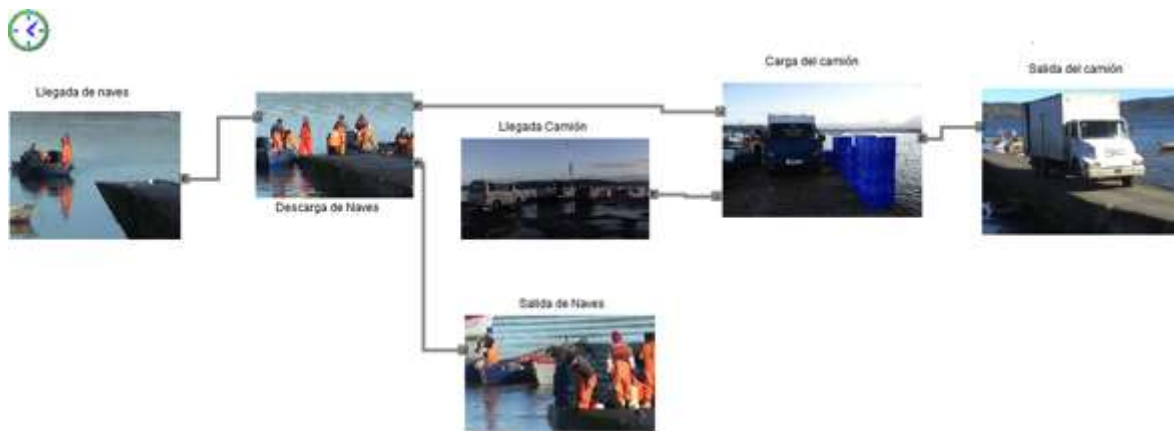 Llegada de naves
Descarga de Naves
Llegada Camión
Carga del camión
Salida del camión
Salida de Naves